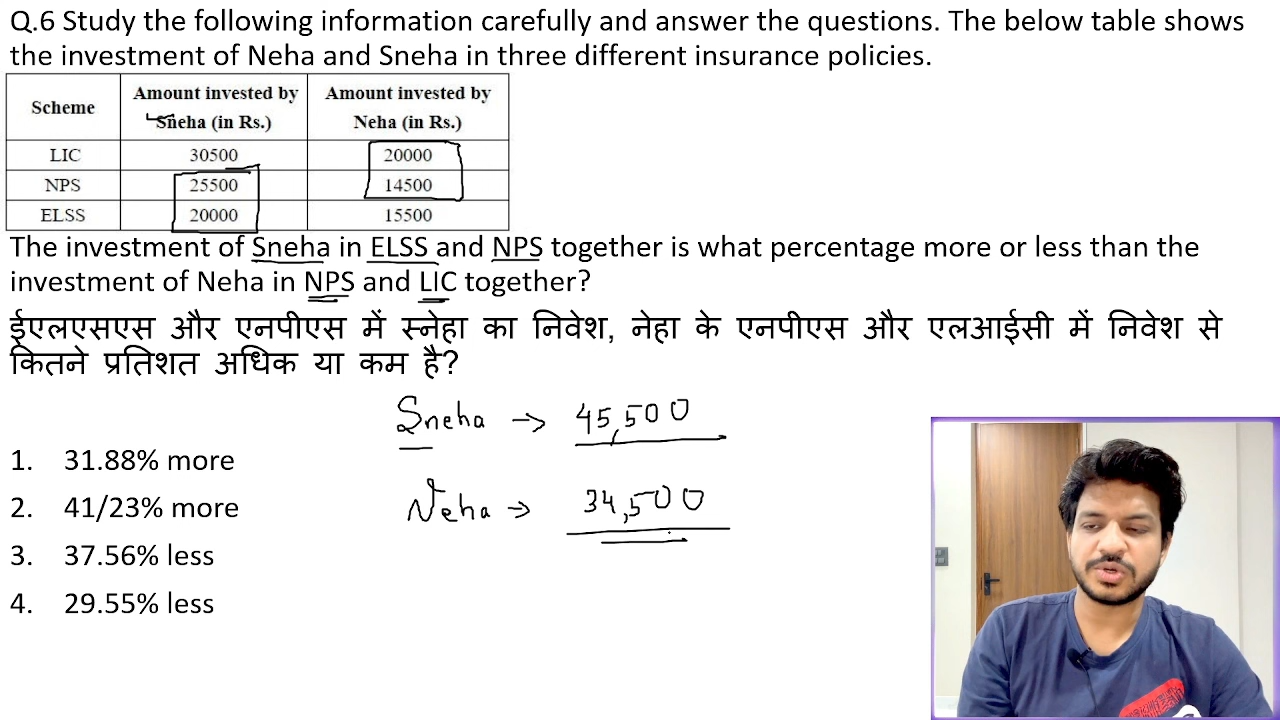 Q.6 Study the following information carefully and answer the questions. The below table shows
the investment of Neha and Sneha in three different insurance policies.
Scheme Amount invested by Sneha (in Rs.) Amount invested by Neha (in Rs.)
LIC 30500 20000
NPS 25500 14500
ELSS 20000 15500
The investment of Sneha in ELSS and NPS together is what percentage more or less than the
investment of Neha in NPS and LIC together?
ईएलएसएस और एनपीएस में स्नेहा का निवेश, नेहा के एनपीएस और एलआईसी में निवेश से
कितने प्रतिशत अधिक या कम है?
Sneha → 45,500
Neha → 34,500
1. 31.88% more
2. 41/23% more
3. 37.56% less
4. 29.55% less